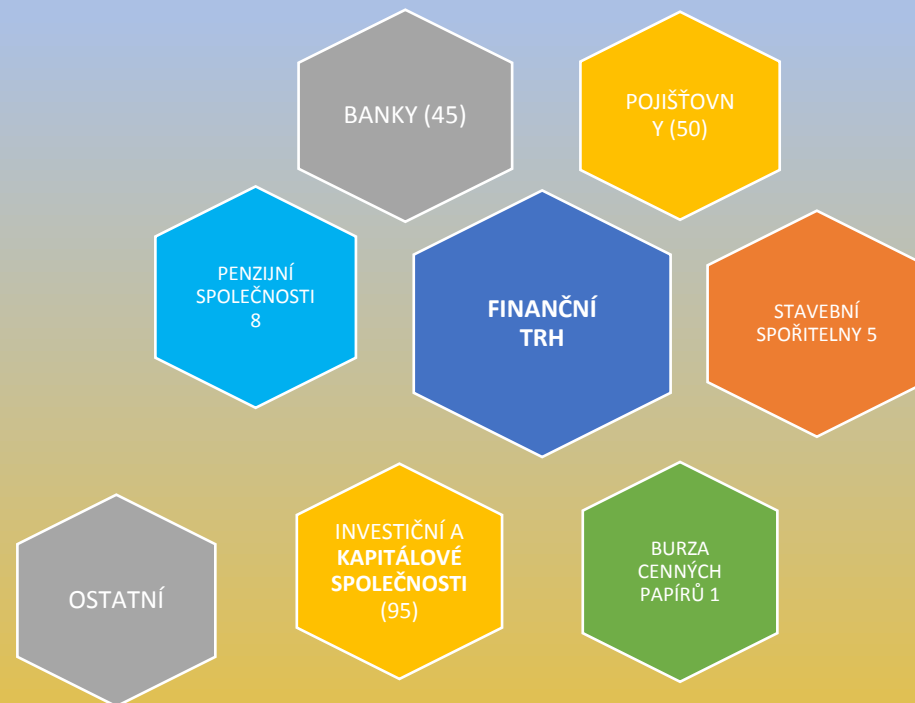 BANKY (45)
POJIŠŤOVN
Y (50)
PENZIJNÍ
SPOLEČNOSTI
8
FINANČNÍ
TRH
STAVEBNÍ
SPOŘITELNY 5
OSTATNÍ
INVESTIČNÍ A
KAPITÁLOVÉ
SPOLEČNOSTI
(95)
BURZA
CENNÝCH
PAPÍRŮ 1